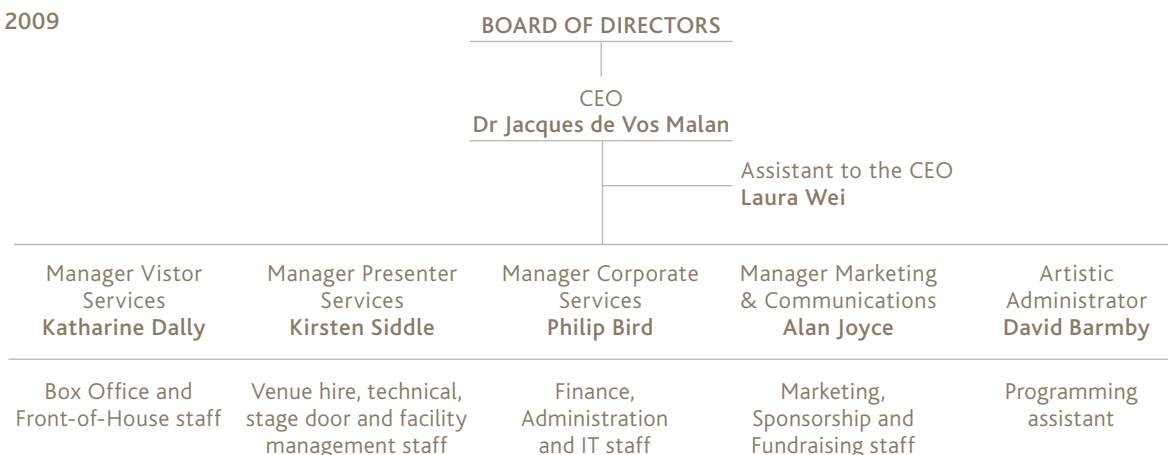 2009
BOARD OF DIRECTORS
CEO
Dr Jacques de Vos Malan
Assistant to the CEO
Laura Wei
Manager Vistor
Services
Katharine Dally
Manager Presenter
Services
Kirsten Siddle
Manager Corporate
Services
Philip Bird
Manager Marketing
& Communications
Alan Joyce
Artistic
Administrator
David Barmby
Box Office and
Front-of-House staff
Venue hire, technical,
stage door and facility
management staff
Finance,
Administration
and IT staff
Marketing,
Sponsorship and
Fundraising staff
Programming
assistant